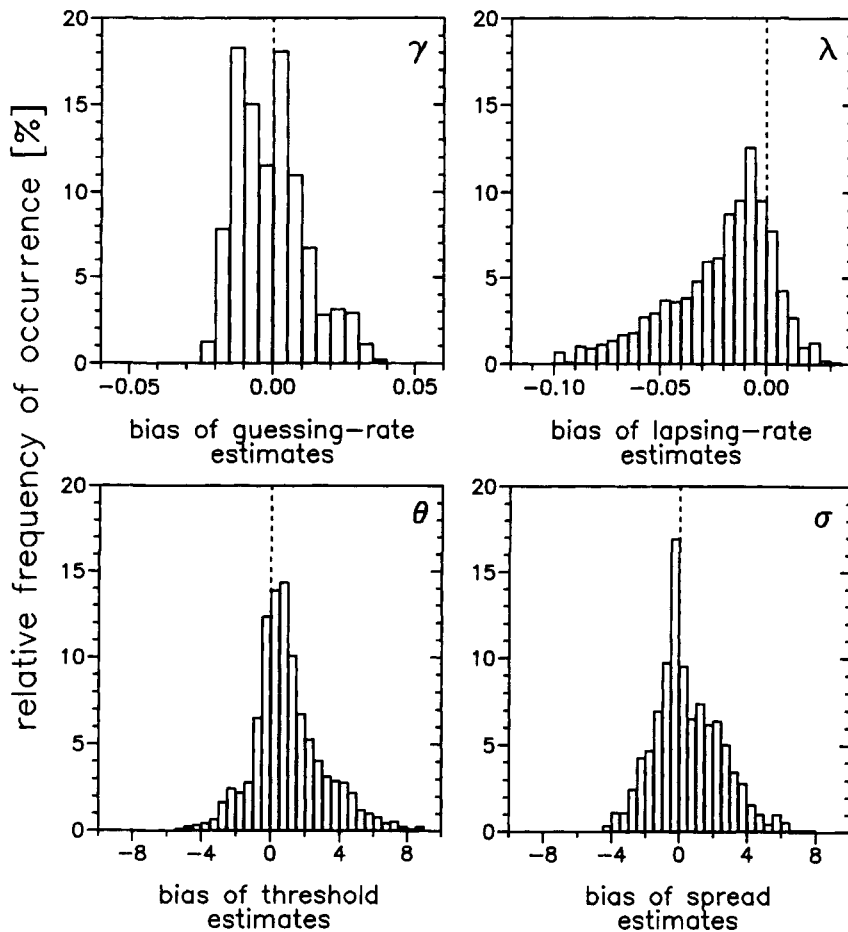 relative frequency of occurrence [%]
20
15
10
5
0
γ
−0.05
0.00
0.05
bias of guessing−rate
estimates
20
15
10
5
0
λ
−0.10
−0.05
0.00
bias of lapsing−rate
estimates
20
15
10
5
0
θ
−8
−4
0
4
8
bias of threshold
estimates
20
15
10
5
0
σ
−8
−4
0
4
8
bias of spread
estimates